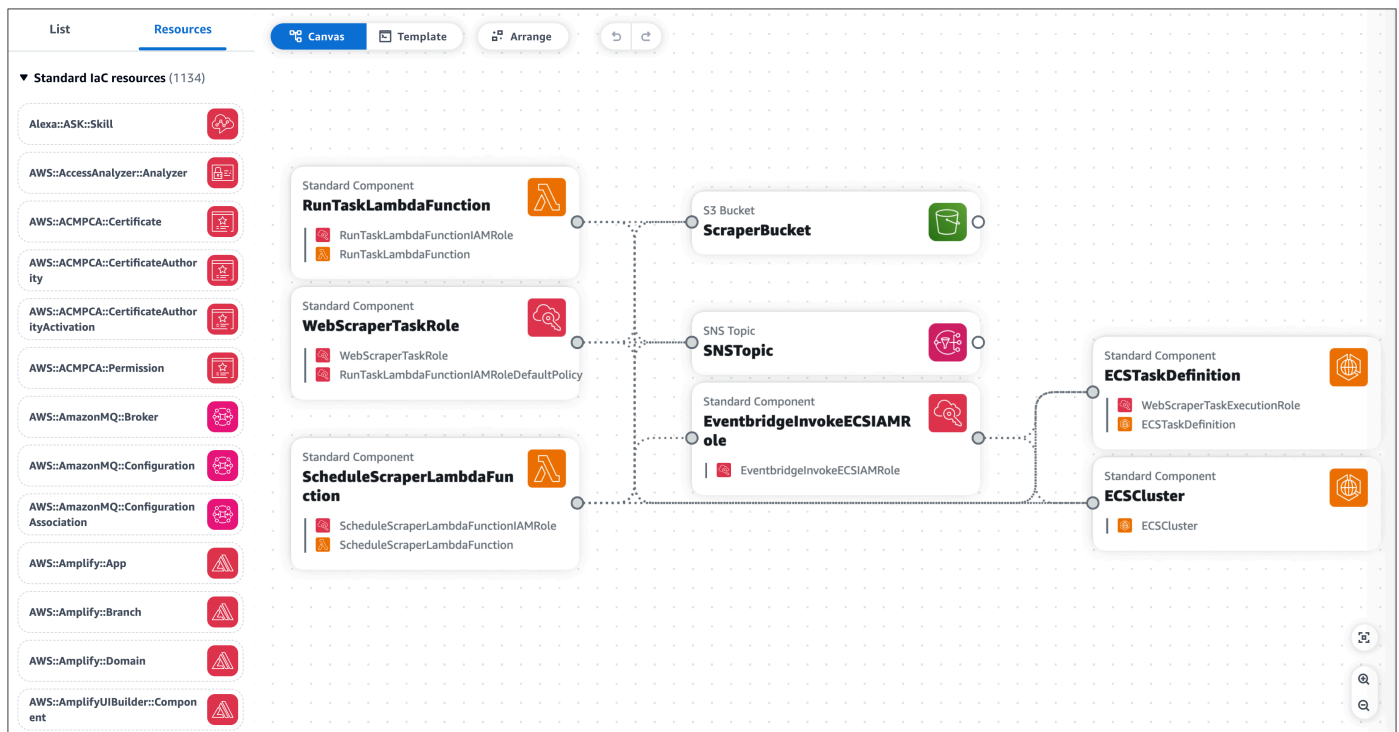 List
Resources
Canvas
Template
Arrange
Standard IaC resources (1134)
Alexa::ASK::Skill
AWS::AccessAnalyzer::Analyzer
AWS::ACMPCA::Certificate
AWS::ACMPCA::CertificateAuthor
ity
AWS::ACMPCA::CertificateAuthor
ityActivation
AWS::ACMPCA::Permission
AWS::AmazonMQ::Broker
AWS::AmazonMQ::Configuration
AWS::AmazonMQ::Configuration
Association
AWS::Amplify::App
AWS::Amplify::Branch
AWS::Amplify::Domain
AWS::AmplifyUIBuilder::Compon
ent
Standard Component
RunTaskLambdaFunction
RunTaskLambdaFunctionIAMRole
RunTaskLambdaFunction
Standard Component
WebScraperTaskRole
WebScraperTaskRole
RunTaskLambdaFunctionIAMRoleDefaultPolicy
Standard Component
ScheduleScraperLambdaFun
ction
ScheduleScraperLambdaFunctionIAMRole
ScheduleScraperLambdaFunction
S3 Bucket
ScraperBucket
SNS Topic
SNSTopic
Standard Component
EventbridgeInvokeECSIAMR
ole
EventbridgeInvokeECSIAMRole
Standard Component
ECSTaskDefinition
WebScraperTaskExecutionRole
ECSTaskDefinition
Standard Component
ECSCluster
ECSCluster